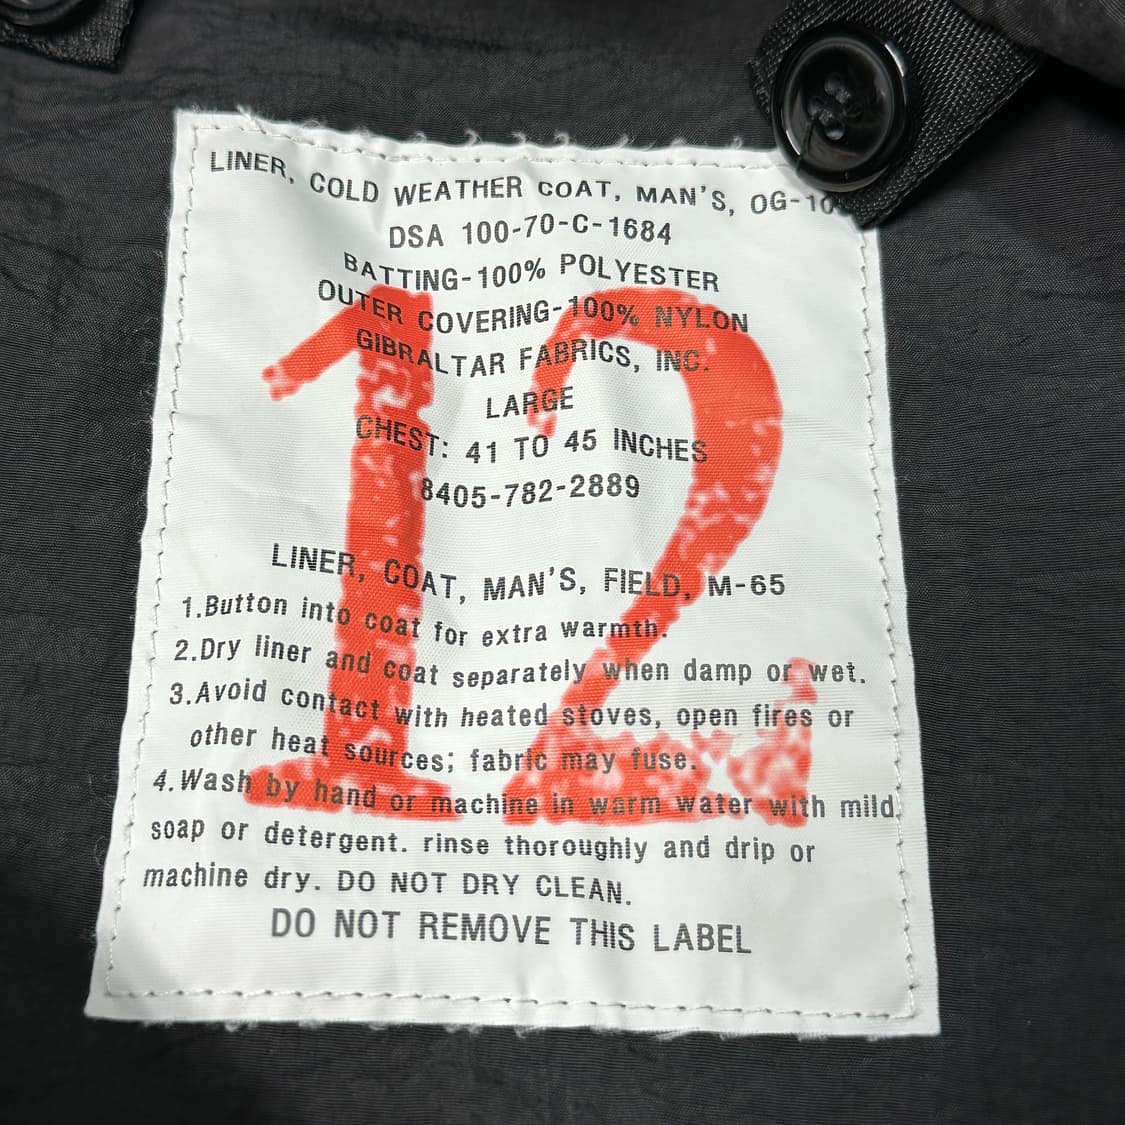 LINER, COLD WEATHER COAT, MAN'S, OG-10
DSA 100-70-C-1684
BATTING-100% POLYESTER
OUTER COVERING-100% NYLON
GIBRALTAR FABRICS, INC.
LARGE
CHEST: 41 TO 45 INCHES
8405-782-2889
12
LINER, COAT, MAN'S, FIELD, M-65
1.Button into coat for extra warmth.
2.Dry liner and coat separately when damp or wet.
3.Avoid contact with heated stoves, open fires or
other heat sources; fabric may fuse.
4.Wash by hand or machine in warm water with mild
soap or detergent. rinse thoroughly and drip or
machine dry. DO NOT DRY CLEAN.
DO NOT REMOVE THIS LABEL